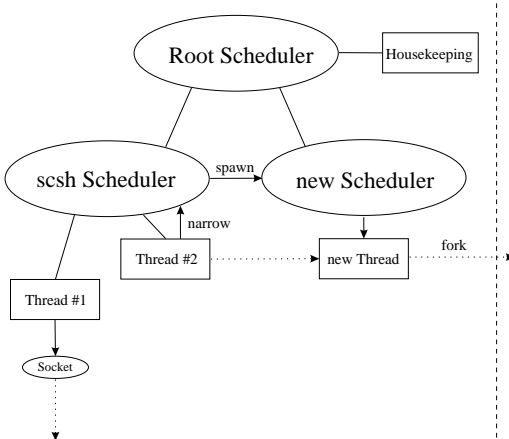 Root Scheduler
Housekeeping
scsh Scheduler
spawn
new Scheduler
narrow
Thread #2
new Thread
fork
Thread #1
Socket